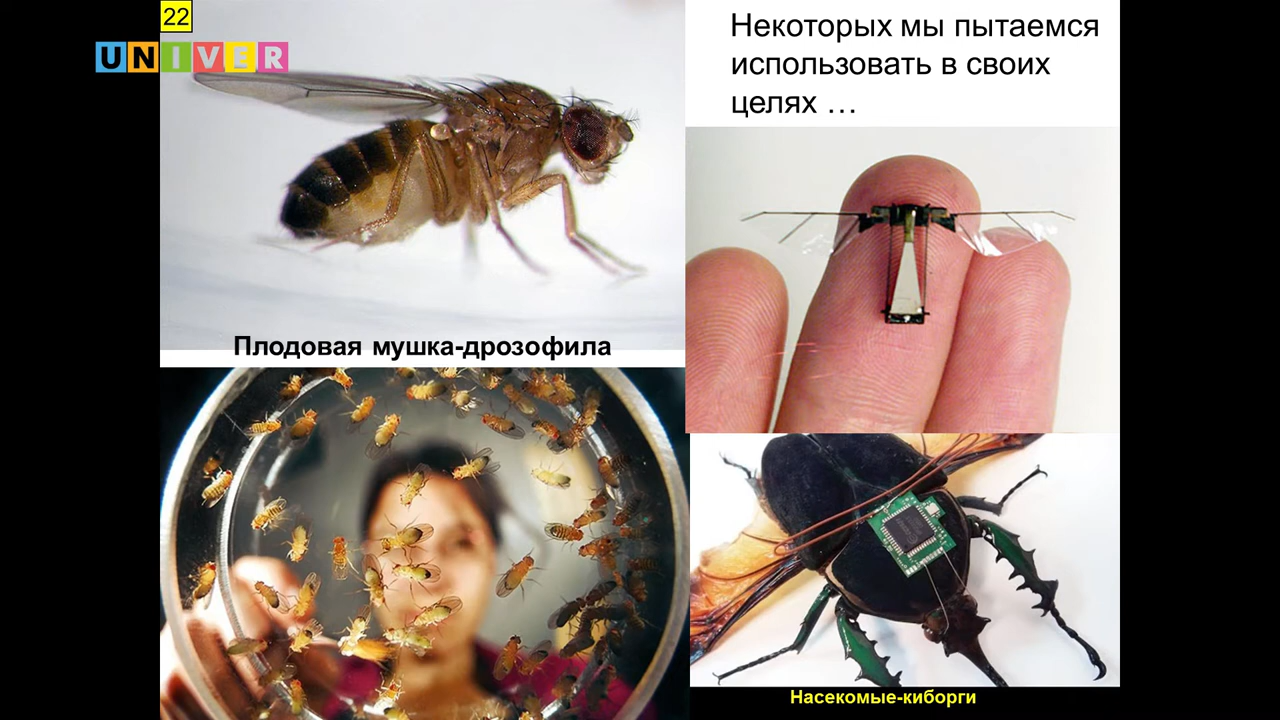 22
UNIVER
Некоторых мы пытаемся
использовать в своих
целях …
Плодовая мушка-дрозофила
Насекомые-киборги